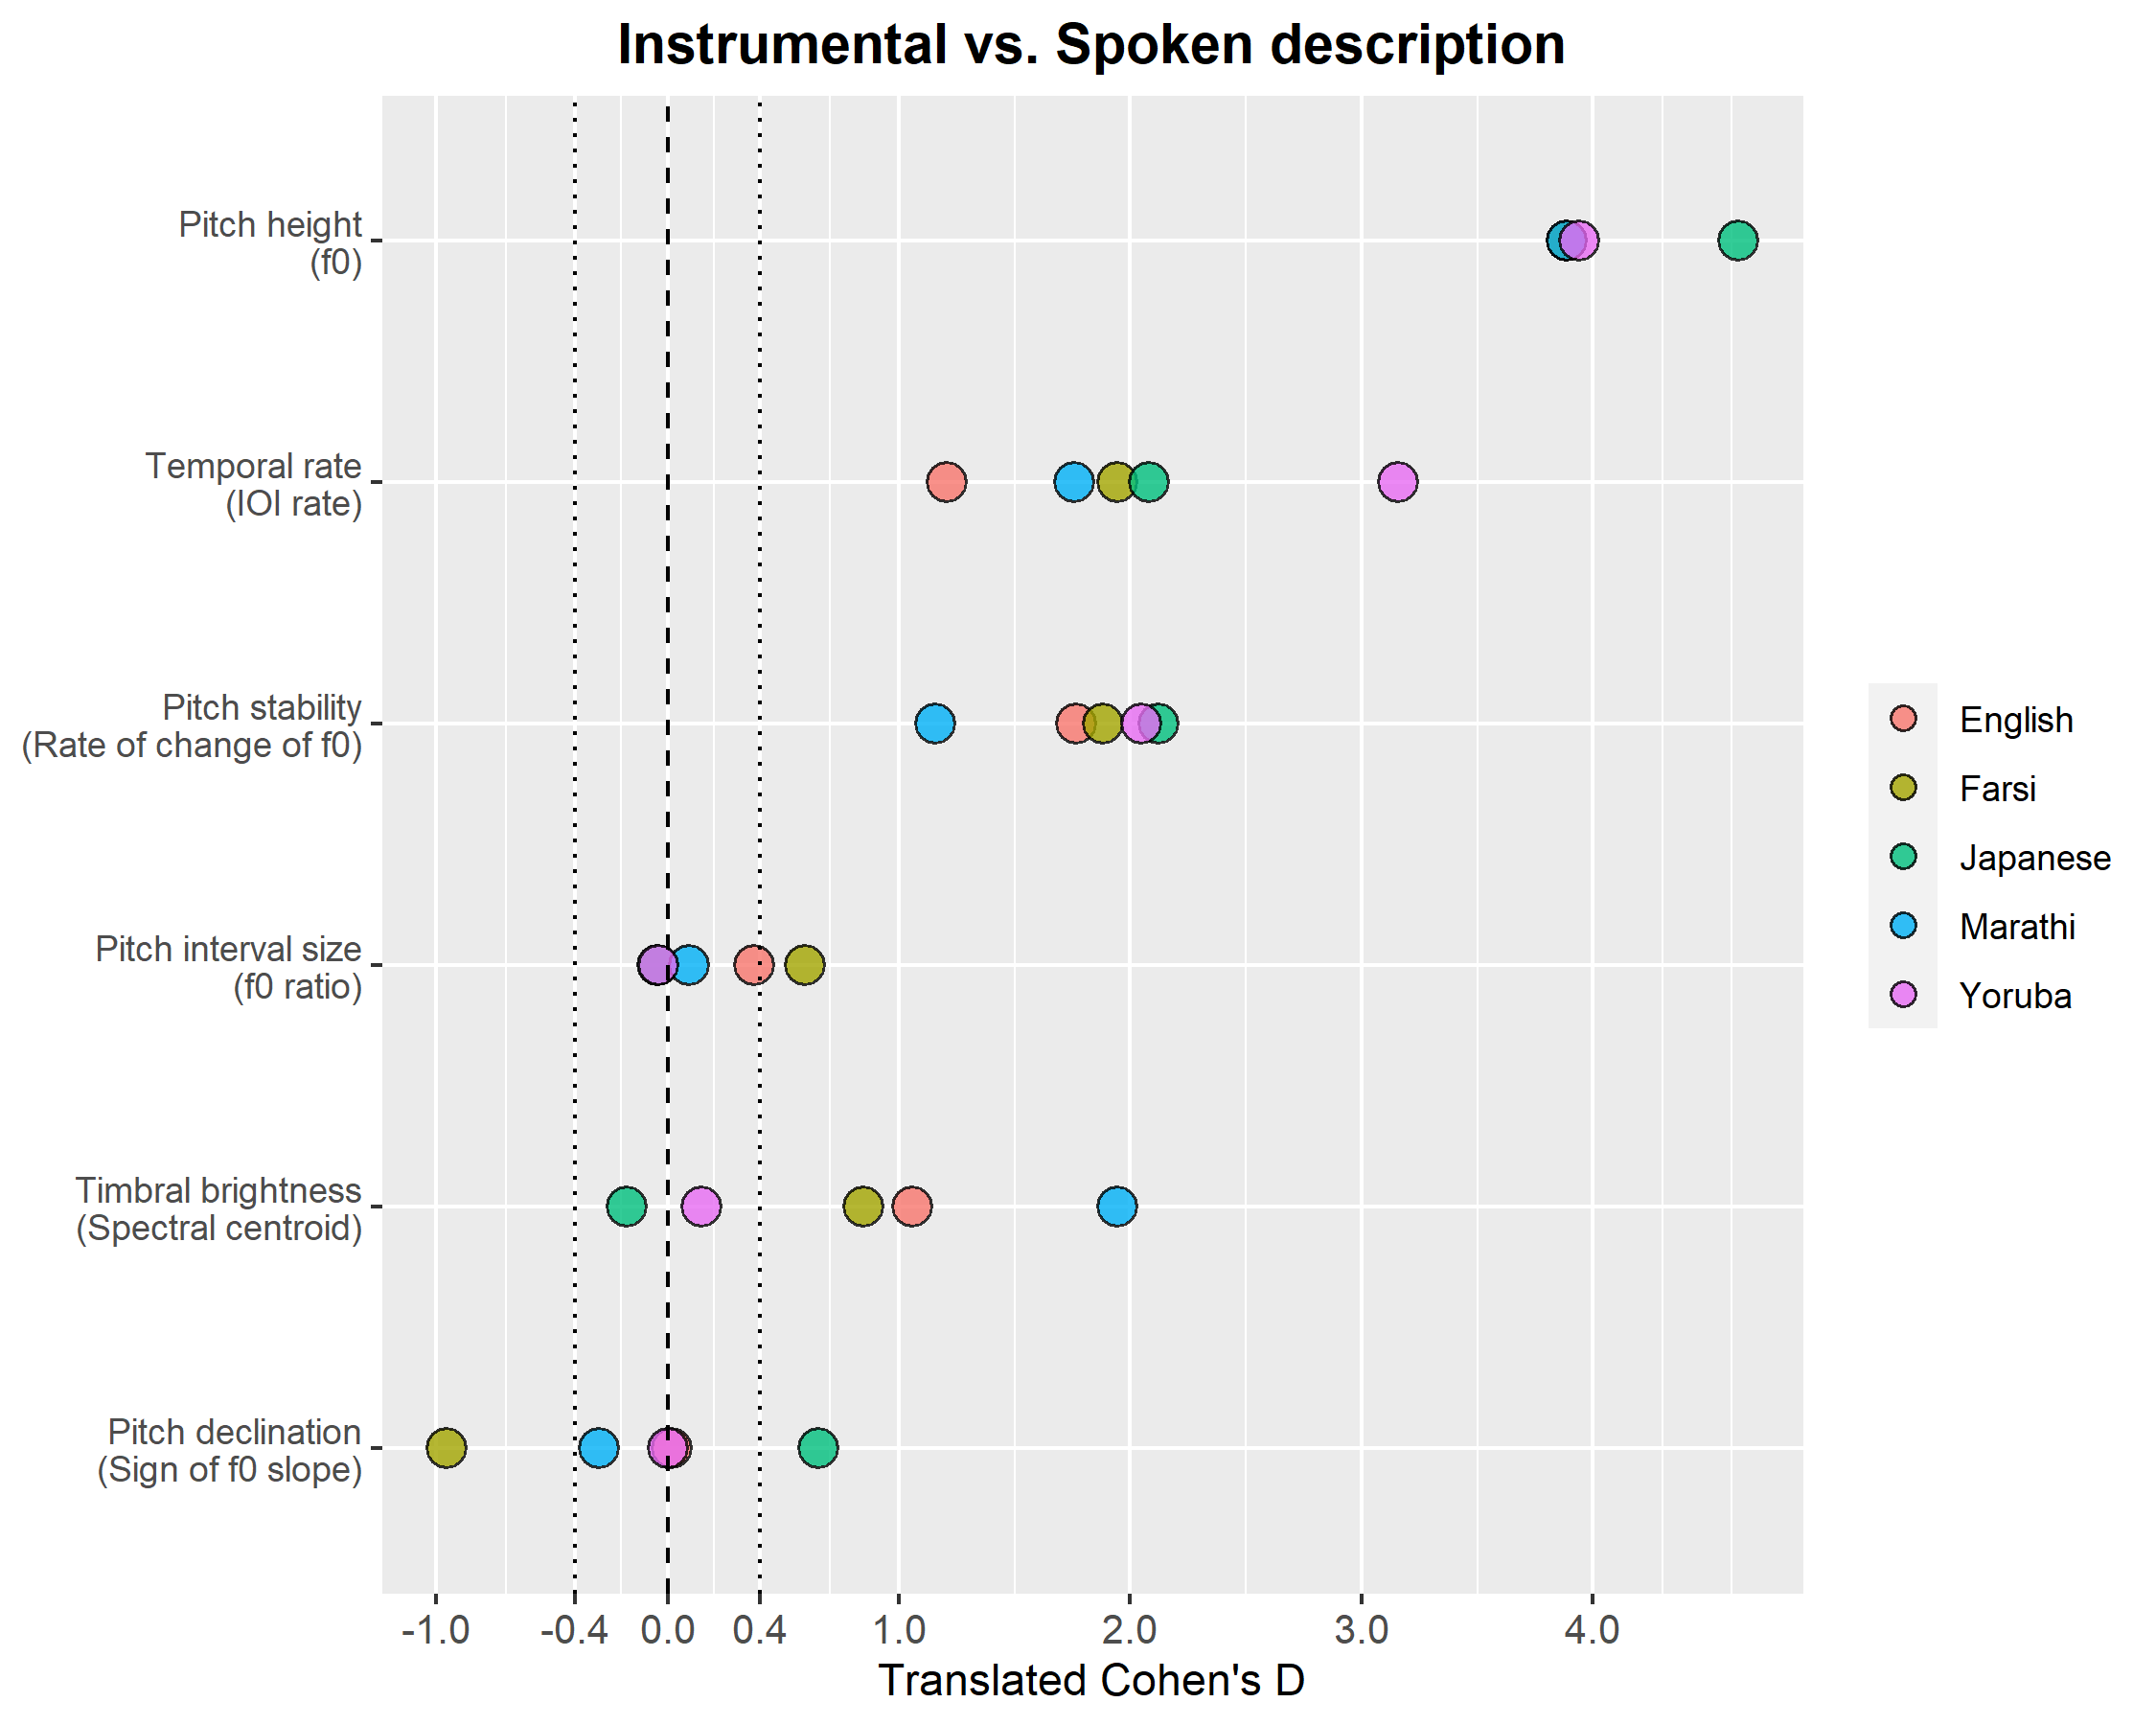 Instrumental vs. Spoken description
Pitch height
(f0)
Temporal rate
(IOI rate)
Pitch stability
(Rate of change of f0)
Pitch interval size
(f0 ratio)
Timbral brightness
(Spectral centroid)
Pitch declination
(Sign of f0 slope)
-1.0 -0.4 0.0 0.4 1.0 2.0 3.0 4.0
Translated Cohen's D
English
Farsi
Japanese
Marathi
Yoruba